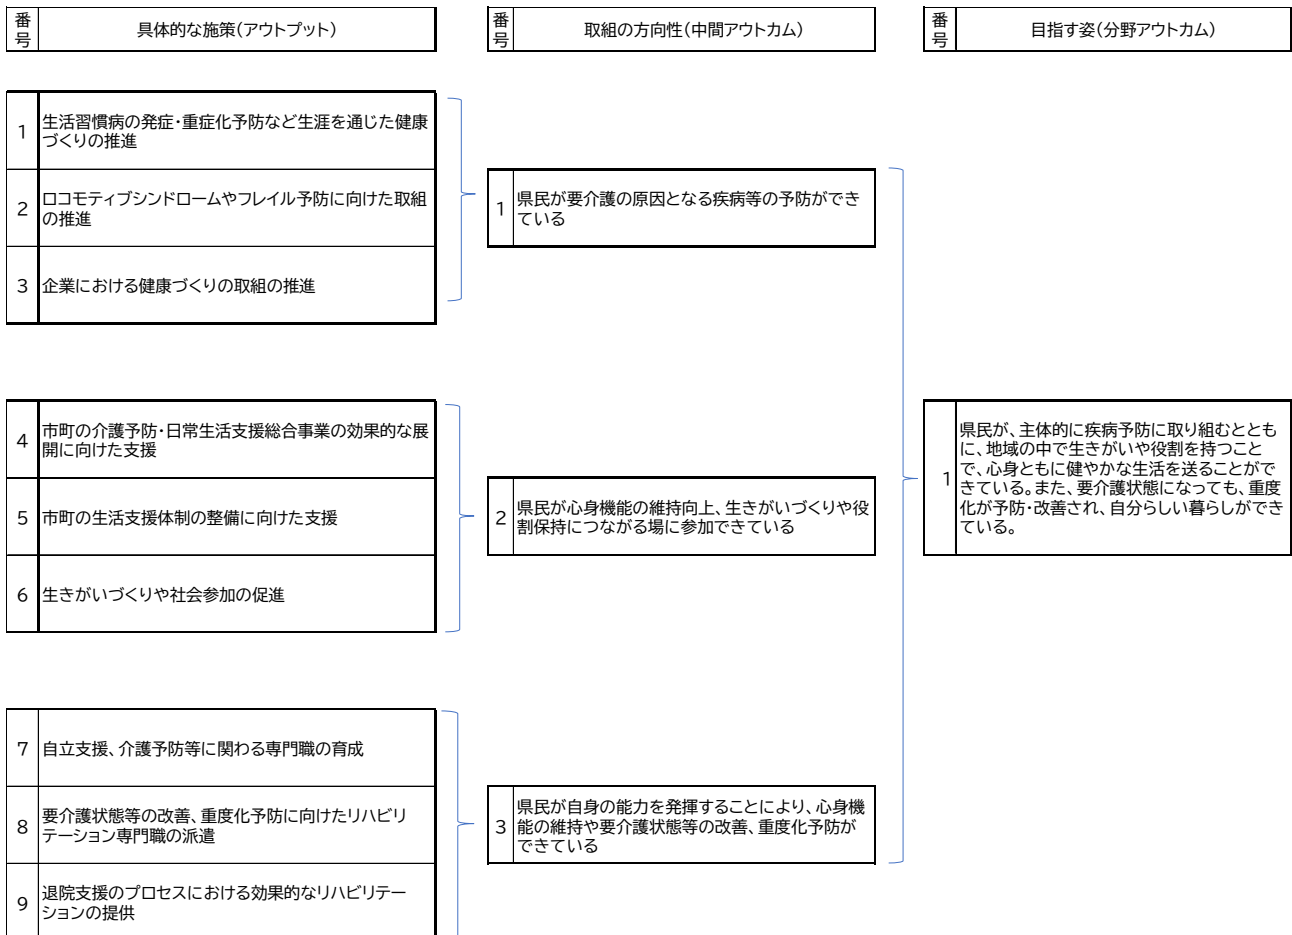 番号 具体的な施策(アウトプット)
番号 取組の方向性(中間アウトカム)
番号 目指す姿(分野アウトカム)
1 生活習慣病の発症・重症化予防など生涯を通じた健康
づくりの推進
2 ロコモティブシンドロームやフレイル予防に向けた取組
の推進
3 企業における健康づくりの取組の推進
1 県民が要介護の原因となる疾病等の予防ができ
ている
4 市町の介護予防・日常生活支援総合事業の効果的な展
開に向けた支援
5 市町の生活支援体制の整備に向けた支援
6 生きがいづくりや社会参加の促進
2 県民が心身機能の維持向上、生きがいづくりや役
割保持につながる場に参加できている
7 自立支援、介護予防等に関わる専門職の育成
8 要介護状態等の改善、重度化予防に向けたリハビリ
テーション専門職の派遣
9 退院支援のプロセスにおける効果的なリハビリテー
ションの提供
3 県民が自身の能力を発揮することにより、心身機
能の維持や要介護状態等の改善、重度化予防が
できている
1 県民が、主体的に疾病予防に取り組むととも
に、地域の中で生きがいや役割を持つこと
で、心身ともに健やかな生活を送ることがで
きている。また、要介護状態になっても、重度
化が予防・改善され、自分らしい暮らしができ
ている。